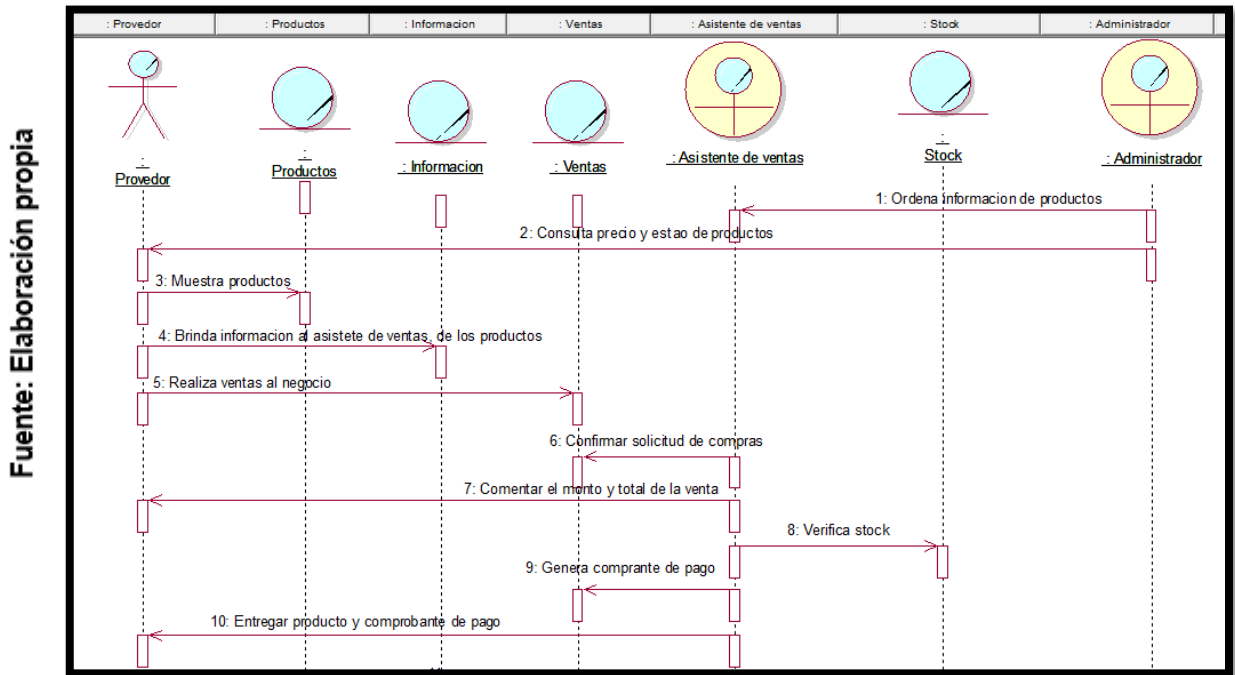 : Provedor
: Productos
: Informacion
: Ventas
: Asistente de ventas
: Stock
: Administrador
Fuente: Elaboración propia
:
Provedor
:
Productos
: Informacion
: Ventas
: Asistente de ventas
:
Stock
: Administrador
1: Ordena informacion de productos
2: Consulta precio y estao de productos
3: Muestra productos
4: Brinda informacion al asistete de ventas, de los productos
5: Realiza ventas al negocio
6: Confirmar solicitud de compras
7: Comentar el monto y total de la venta
8: Verifica stock
9: Genera comprante de pago
10: Entregar producto y comprobante de pago